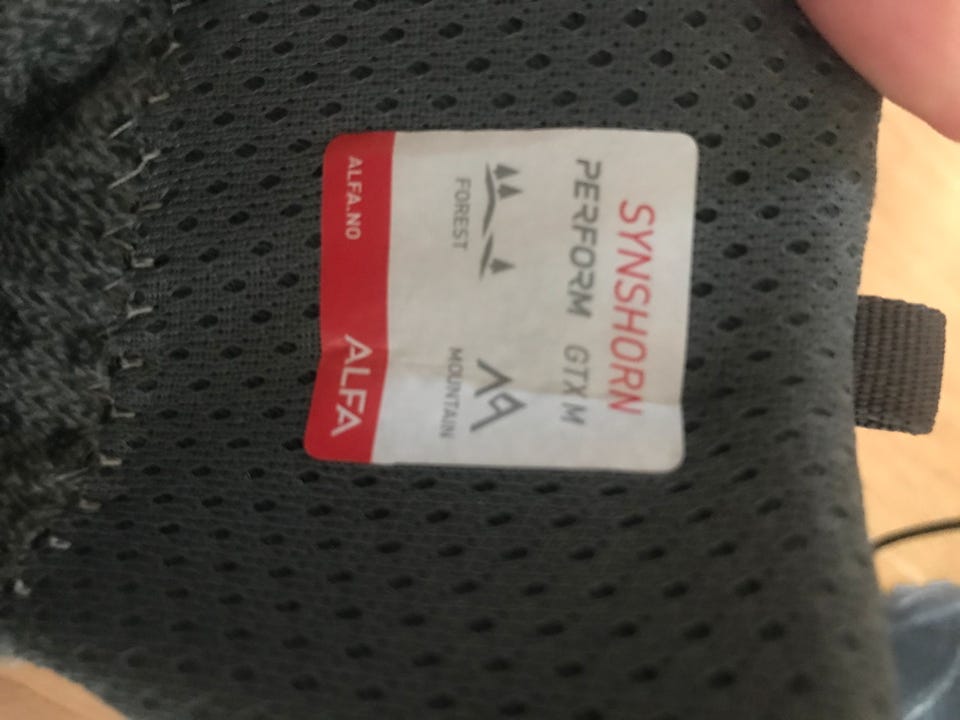 SYNSHORN
PERFORM GTX M
FOREST
MOUNTAIN
ALFA.NO
ALFA